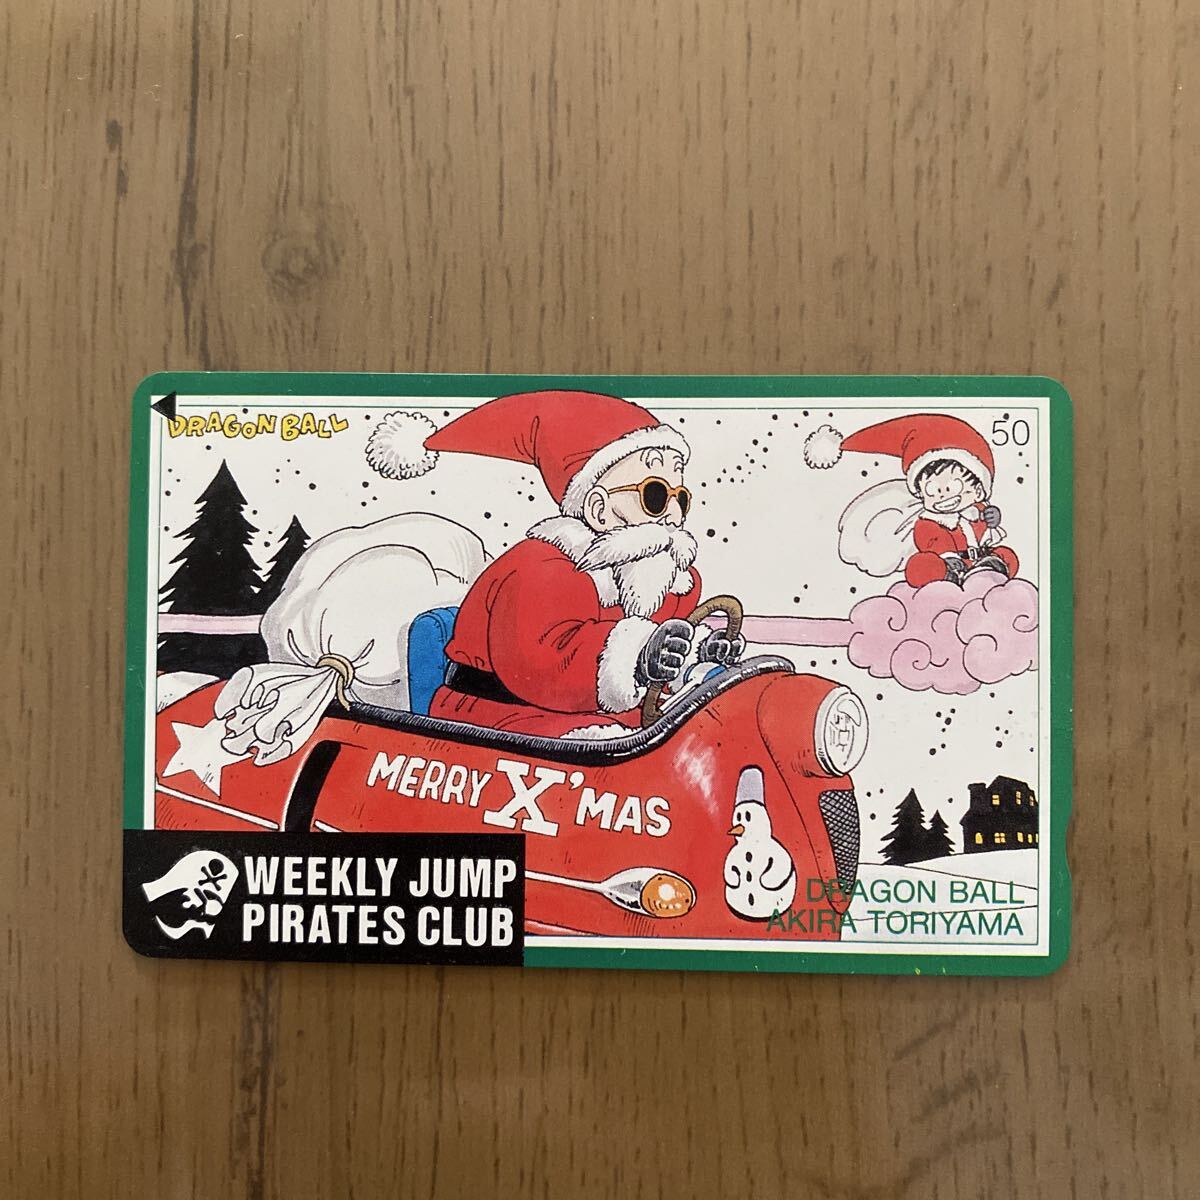 DRAGON BALL
50
MERRY X'MAS
WEEKLY JUMP
PIRATES CLUB
DRAGON BALL
AKIRA TORIYAMA